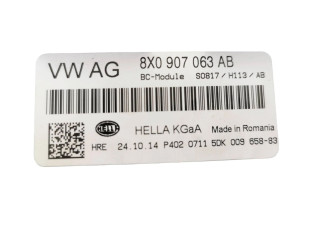 VW AG 8X0 907 063 AB
BC-Module S0817 / H113 / AB
HELLA HELLA KGaA Made in Romania
HRE 24.10.14 P402 0711 5DK 009 658-83